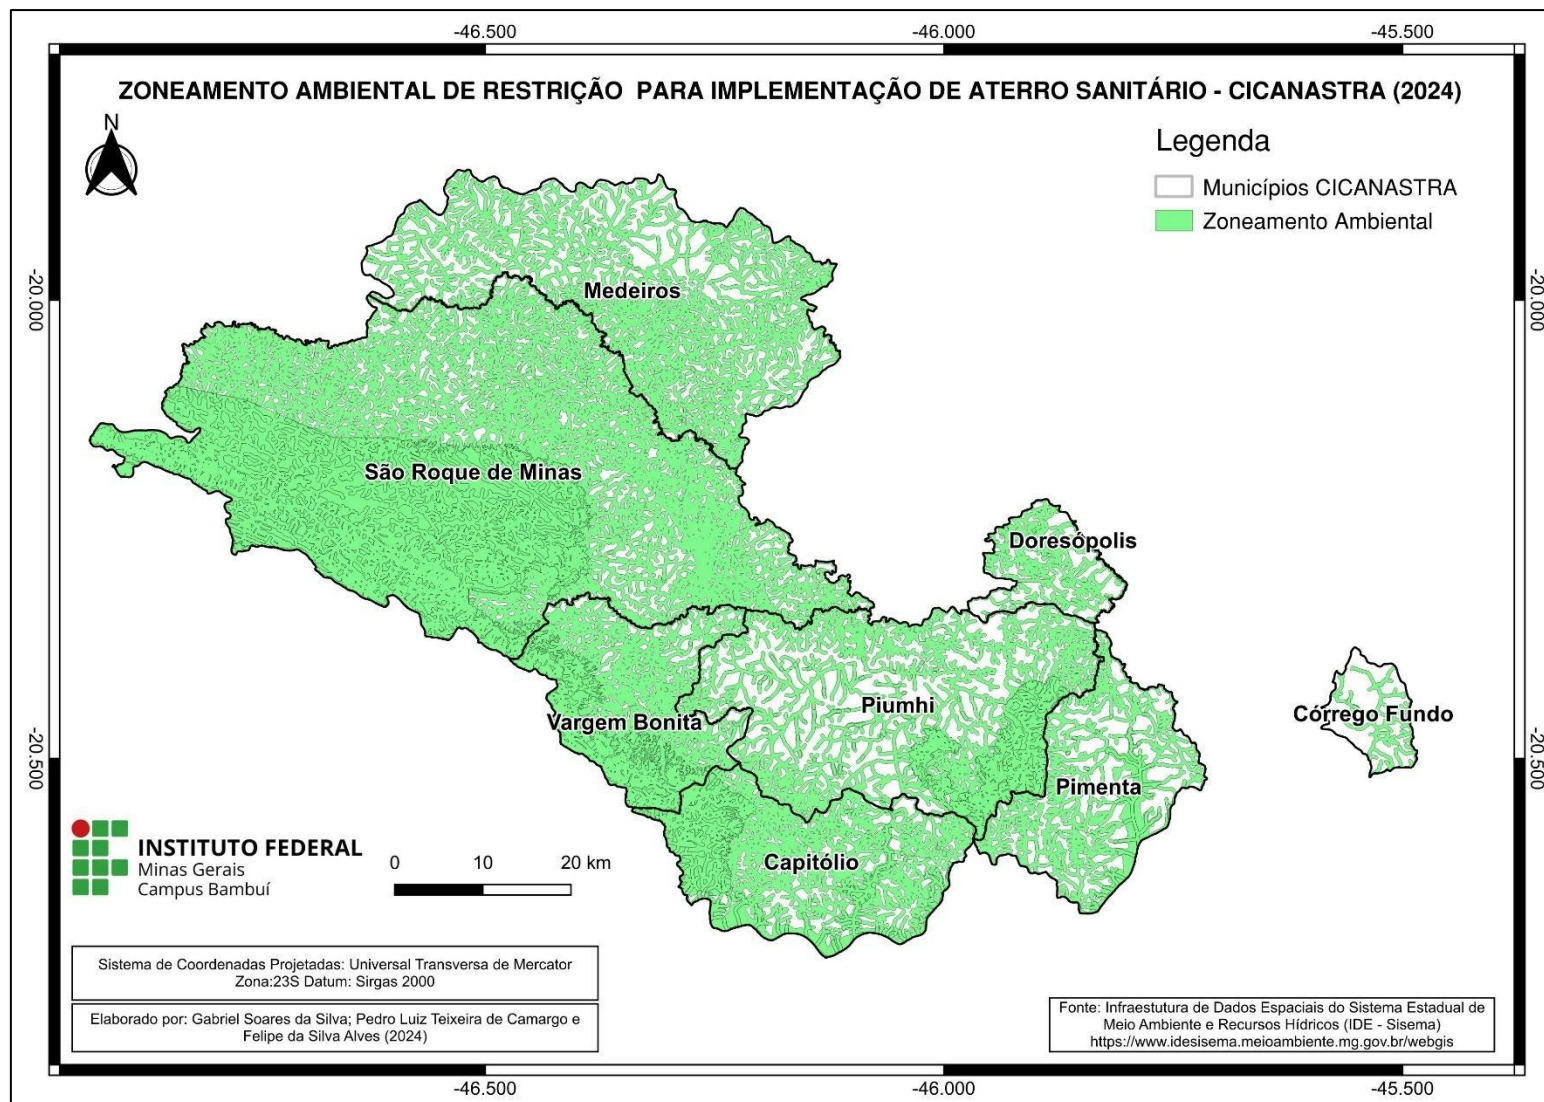 -46.500
-46.000
-45.500
ZONEAMENTO AMBIENTAL DE RESTRIÇÃO PARA IMPLEMENTAÇÃO DE ATERRO SANITÁRIO - CICANASTRA (2024)
N
Legenda
Municípios CICANASTRA
Zoneamento Ambiental
-20.000
-20.000
Medeiros
São Roque de Minas
Doresópolis
Vargem Bonita
Piumhi
Córrego Fundo
-20.500
-20.500
Pimenta
Capitólio
INSTITUTO FEDERAL
Minas Gerais
Campus Bambuí
0 10 20 km
Sistema de Coordenadas Projetadas: Universal Transversa de Mercator
Zona:23S Datum: Sirgas 2000
Elaborado por: Gabriel Soares da Silva; Pedro Luiz Teixeira de Camargo e
Felipe da Silva Alves (2024)
Fonte: Infraestutura de Dados Espaciais do Sistema Estadual de
Meio Ambiente e Recursos Hídricos (IDE - Sisema)
https://www.idesisema.meioambiente.mg.gov.br/webgis
-46.500
-46.000
-45.500